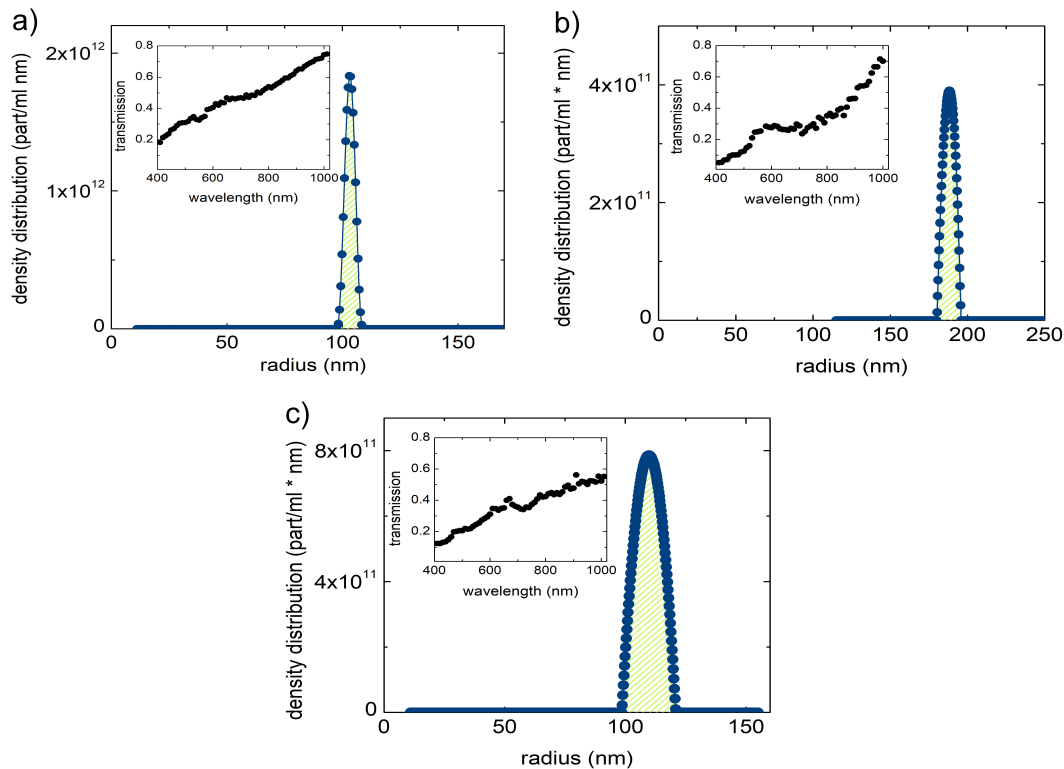 a)
density distribution (part/ml nm)
2x10¹²
1x10¹²
0
0 50 100 150
radius (nm)
transmission
0.8
0.6
0.4
0.2
400 600 800 1000
wavelength (nm)
b)
density distribution (part/ml * nm)
4x10¹¹
2x10¹¹
0
0 50 100 150 200 250
radius (nm)
transmission
0.8
0.6
0.4
0.2
400 600 800 1000
wavelength (nm)
c)
density distribution (part/ml * nm)
8x10¹¹
4x10¹¹
0
0 50 100 150
radius (nm)
transmission
0.8
0.6
0.4
0.2
400 600 800 1000
wavelength (nm)